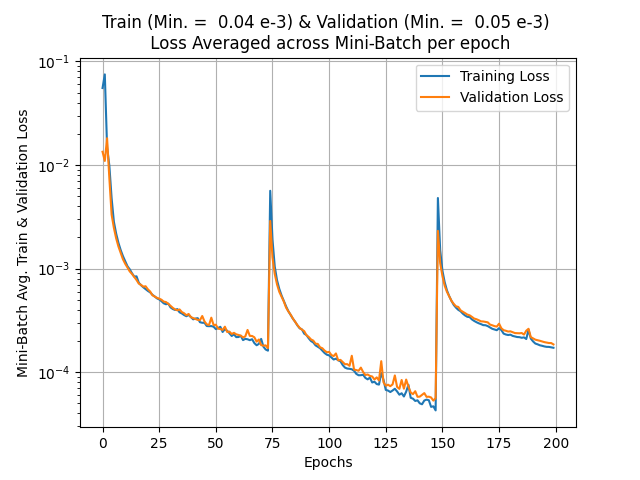 Train (Min. =  0.04 e-3) & Validation (Min. =  0.05 e-3)
Loss Averaged across Mini-Batch per epoch
Training Loss
Validation Loss
Mini-Batch Avg. Train & Validation Loss
10⁻¹
10⁻²
10⁻³
10⁻⁴
0 25 50 75 100 125 150 175 200
Epochs